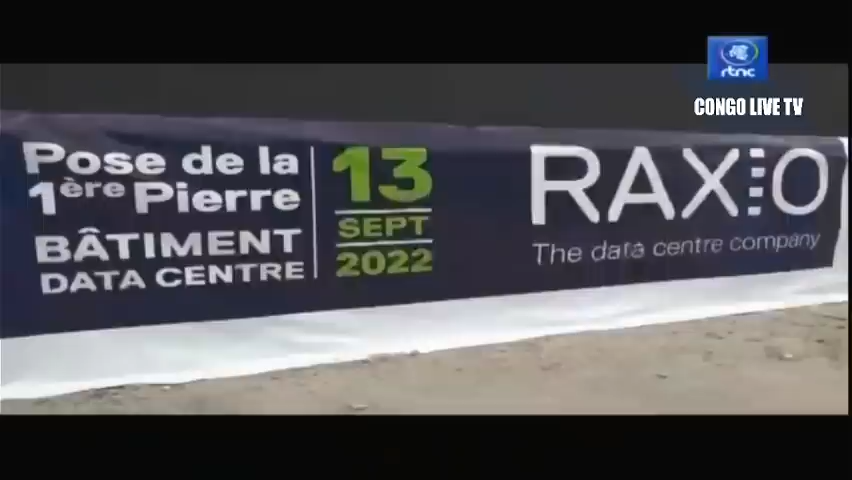 rtnc
CONGO LIVE TV
Pose de la
1ère Pierre
BÂTIMENT
DATA CENTRE
13
SEPT
2022
RAXIO
The data centre company